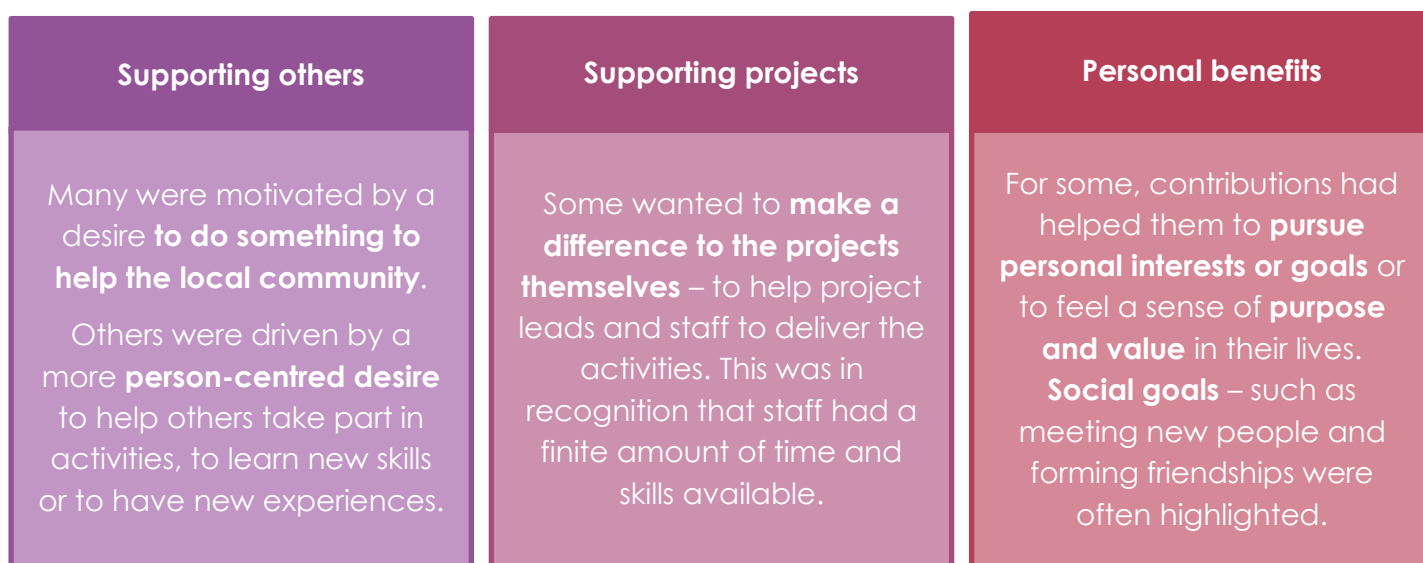 Supporting others
Many were motivated by a
desire to do something to
help the local community.
Others were driven by a
more person-centred desire
to help others take part in
activities, to learn new skills
or to have new experiences.
Supporting projects
Some wanted to make a
difference to the projects
themselves – to help project
leads and staff to deliver the
activities. This was in
recognition that staff had a
finite amount of time and
skills available.
Personal benefits
For some, contributions had
helped them to pursue
personal interests or goals or
to feel a sense of purpose
and value in their lives.
Social goals – such as
meeting new people and
forming friendships were
often highlighted.